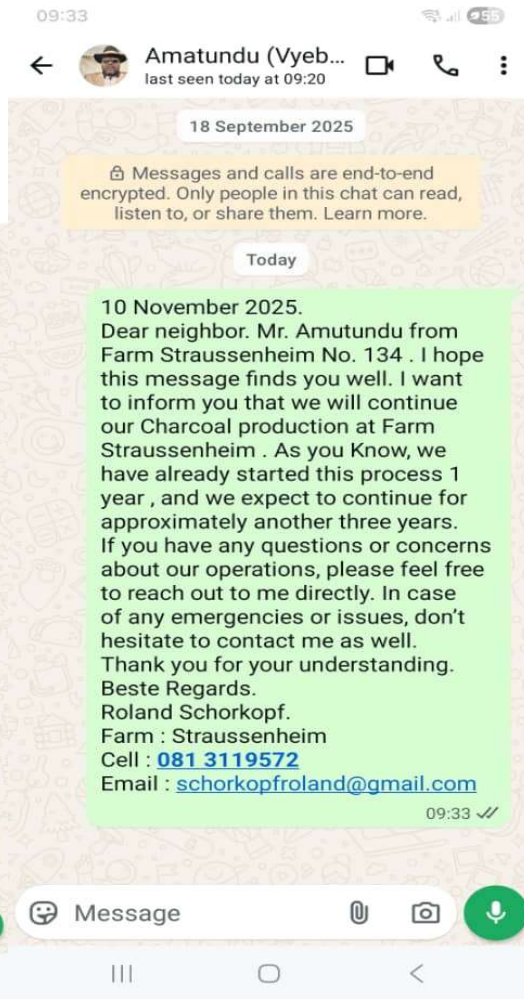 09:33
55
Amatundu (Vyeb...
last seen today at 09:20
18 September 2025
Messages and calls are end-to-end
encrypted. Only people in this chat can read,
listen to, or share them. Learn more.
Today
10 November 2025.
Dear neighbor. Mr. Amutundu from
Farm Straussenheim No. 134 . I hope
this message finds you well. I want
to inform you that we will continue
our Charcoal production at Farm
Straussenheim . As you Know, we
have already started this process 1
year , and we expect to continue for
approximately another three years.
If you have any questions or concerns
about our operations, please feel free
to reach out to me directly. In case
of any emergencies or issues, don’t
hesitate to contact me as well.
Thank you for your understanding.
Beste Regards.
Roland Schorkopf.
Farm : Straussenheim
Cell : 081 3119572
Email : schorkopfroland@gmail.com
09:33
Message